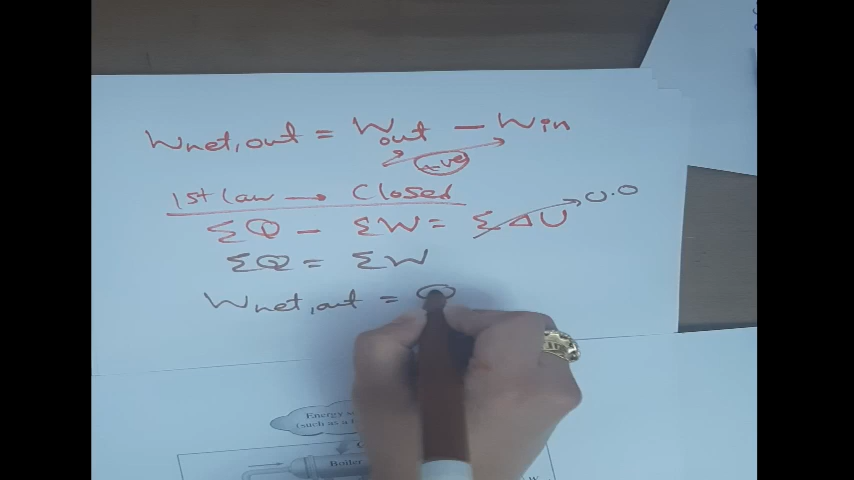 Wnet,out = Wout - Win
+ve
1st law → Closed
ΣQ - ΣW = ΣΔU 0.0
ΣQ = ΣW
Wnet,out =
Energy
(such as a
Boiler